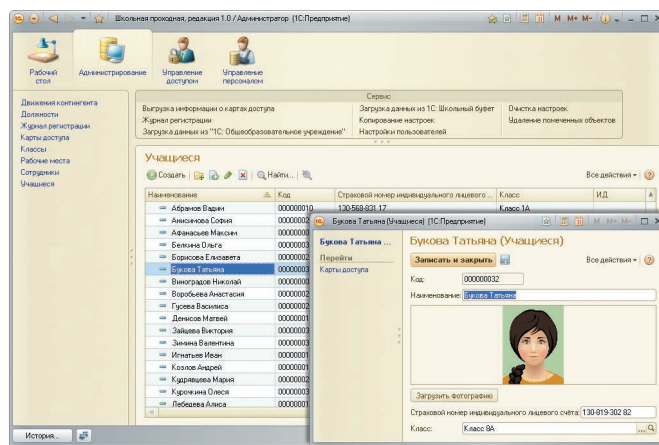 Школьная проходная, редакция 1.0 / Администратор (1С:Предприятие)
M M+ M-
Рабочий стол
Администрирование
Управление доступом
Управление персоналом
Движения контингента
Должности
Журнал регистрации
Карты доступа
Классы
Рабочие места
Сотрудники
Учащиеся
Сервис
Выгрузка информации о картах доступа
Загрузка данных из 1С: Школьный буфет
Очистка настроек
Журнал регистрации
Копирование настроек
Удаление помеченных объектов
Загрузка данных из "1С: Общеобразовательное учреждение"
Настройки пользователей
Учащиеся
Создать
Найти...
Все действия
Наименование
Код
Страховой номер индивидуального лицевого ...
Класс
ИД
Абрамов Вадим 000000010 130-568-831 17 Класс 1А
Анисимова София
Афанасьев Максим
Белкина Ольга
Борисова Елизавета
Букова Татьяна
Виноградов Николай
Воробьева Анастасия
Гусева Василиса
Денисов Матвей
Зайцева Виктория
Зимина Валентина
Игнатьев Иван
Козлов Андрей
Кудрявцева Мария
Курочкина Олеся
Лебедева Алиса
Букова Татьяна (Учащиеся) (1С:Предприятие)
M M+ M-
Букова Татьяна ...
Перейти
Карты доступа
Букова Татьяна (Учащиеся)
Записать и закрыть
Все действия
Код: 000000032
Наименование: Букова Татьяна
Загрузить фотографию
Страховой номер индивидуального лицевого счёта: 130-819-302 82
Класс: Класс 8А
История...